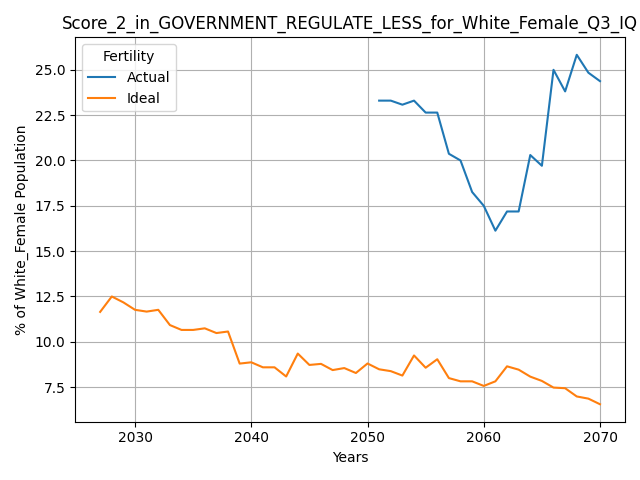 Score_2_in_GOVERNMENT_REGULATE_LESS_for_White_Female_Q3_IQ
Fertility
Actual
Ideal
% of White_Female Population
25.0
22.5
20.0
17.5
15.0
12.5
10.0
7.5
2030 2040 2050 2060 2070
Years